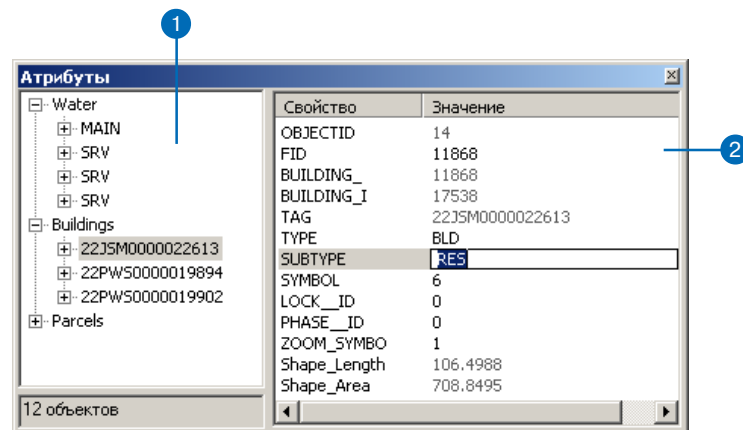 1
Атрибуты
Water
MAIN
SRV
SRV
SRV
Buildings
22JSM0000022613
22PWS0000019894
22PWS0000019902
Parcels
12 объектов
Свойство Значение
OBJECTID 14
FID 11868
BUILDING_ 11868
BUILDING_I 17538
TAG 22JSM0000022613
TYPE BLD
SUBTYPE RES
SYMBOL 6
LOCK__ID 0
PHASE__ID 0
ZOOM_SYMBO 1
Shape_Length 106.4988
Shape_Area 708.8495
2